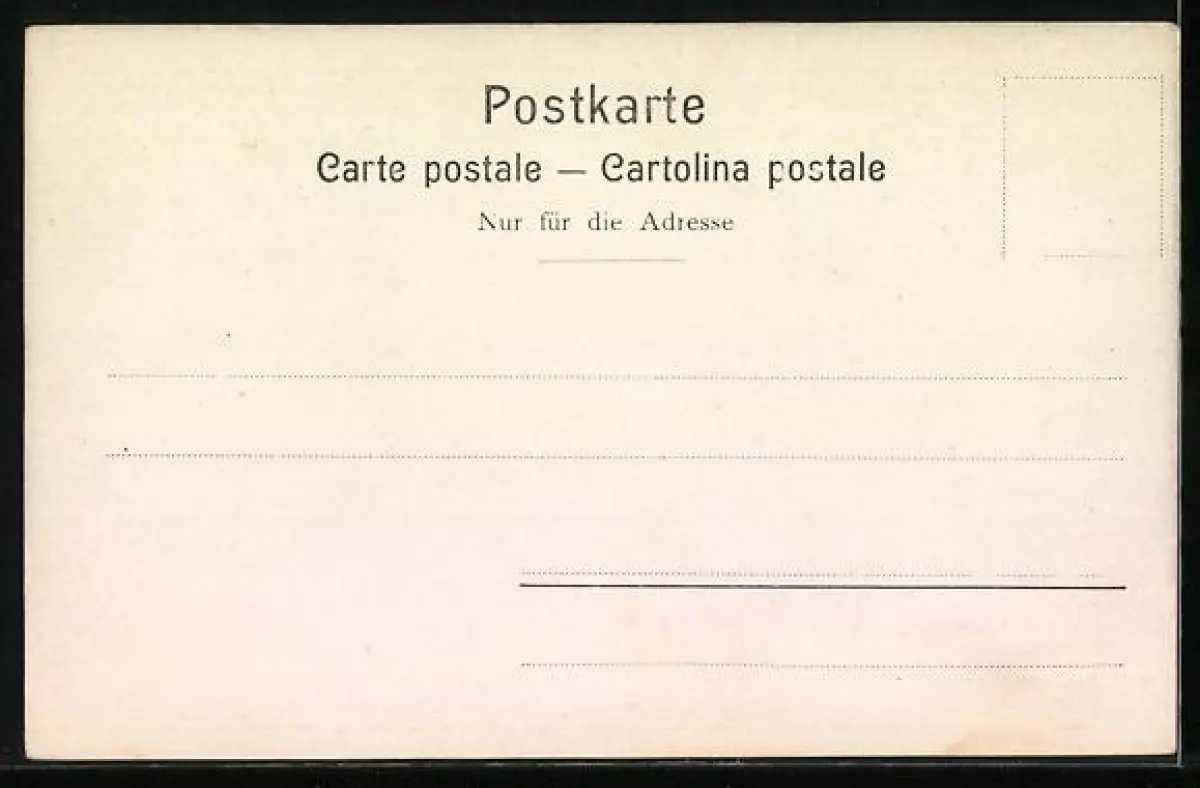 Postkarte
Carte postale — Cartolina postale
Nur für die Adresse